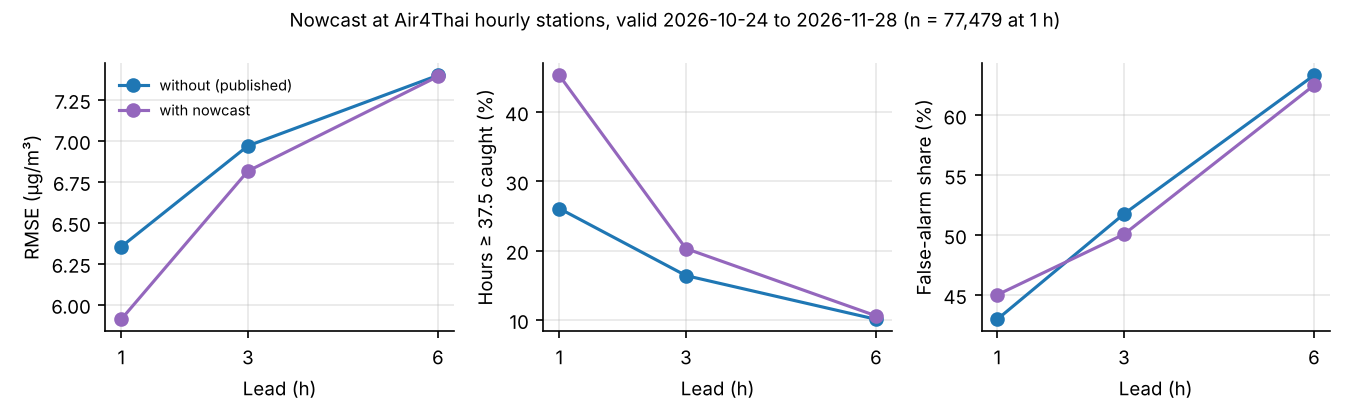 Nowcast at Air4Thai hourly stations, valid 2026-10-24 to 2026-11-28 (n = 77,479 at 1 h)
RMSE (µg/m³)
7.25
7.00
6.75
6.50
6.25
6.00
without (published)
with nowcast
1
3
6
Lead (h)
Hours ≥ 37.5 caught (%)
40
30
20
10
1
3
6
Lead (h)
False-alarm share (%)
60
55
50
45
1
3
6
Lead (h)